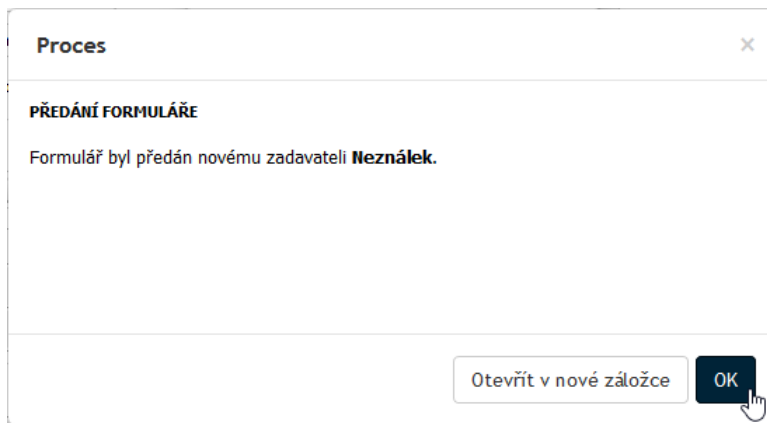 Proces
×
PŘEDÁNÍ FORMULÁŘE
Formulář byl předán novému zadavateli Neználek.
Otevřít v nové záložce
OK